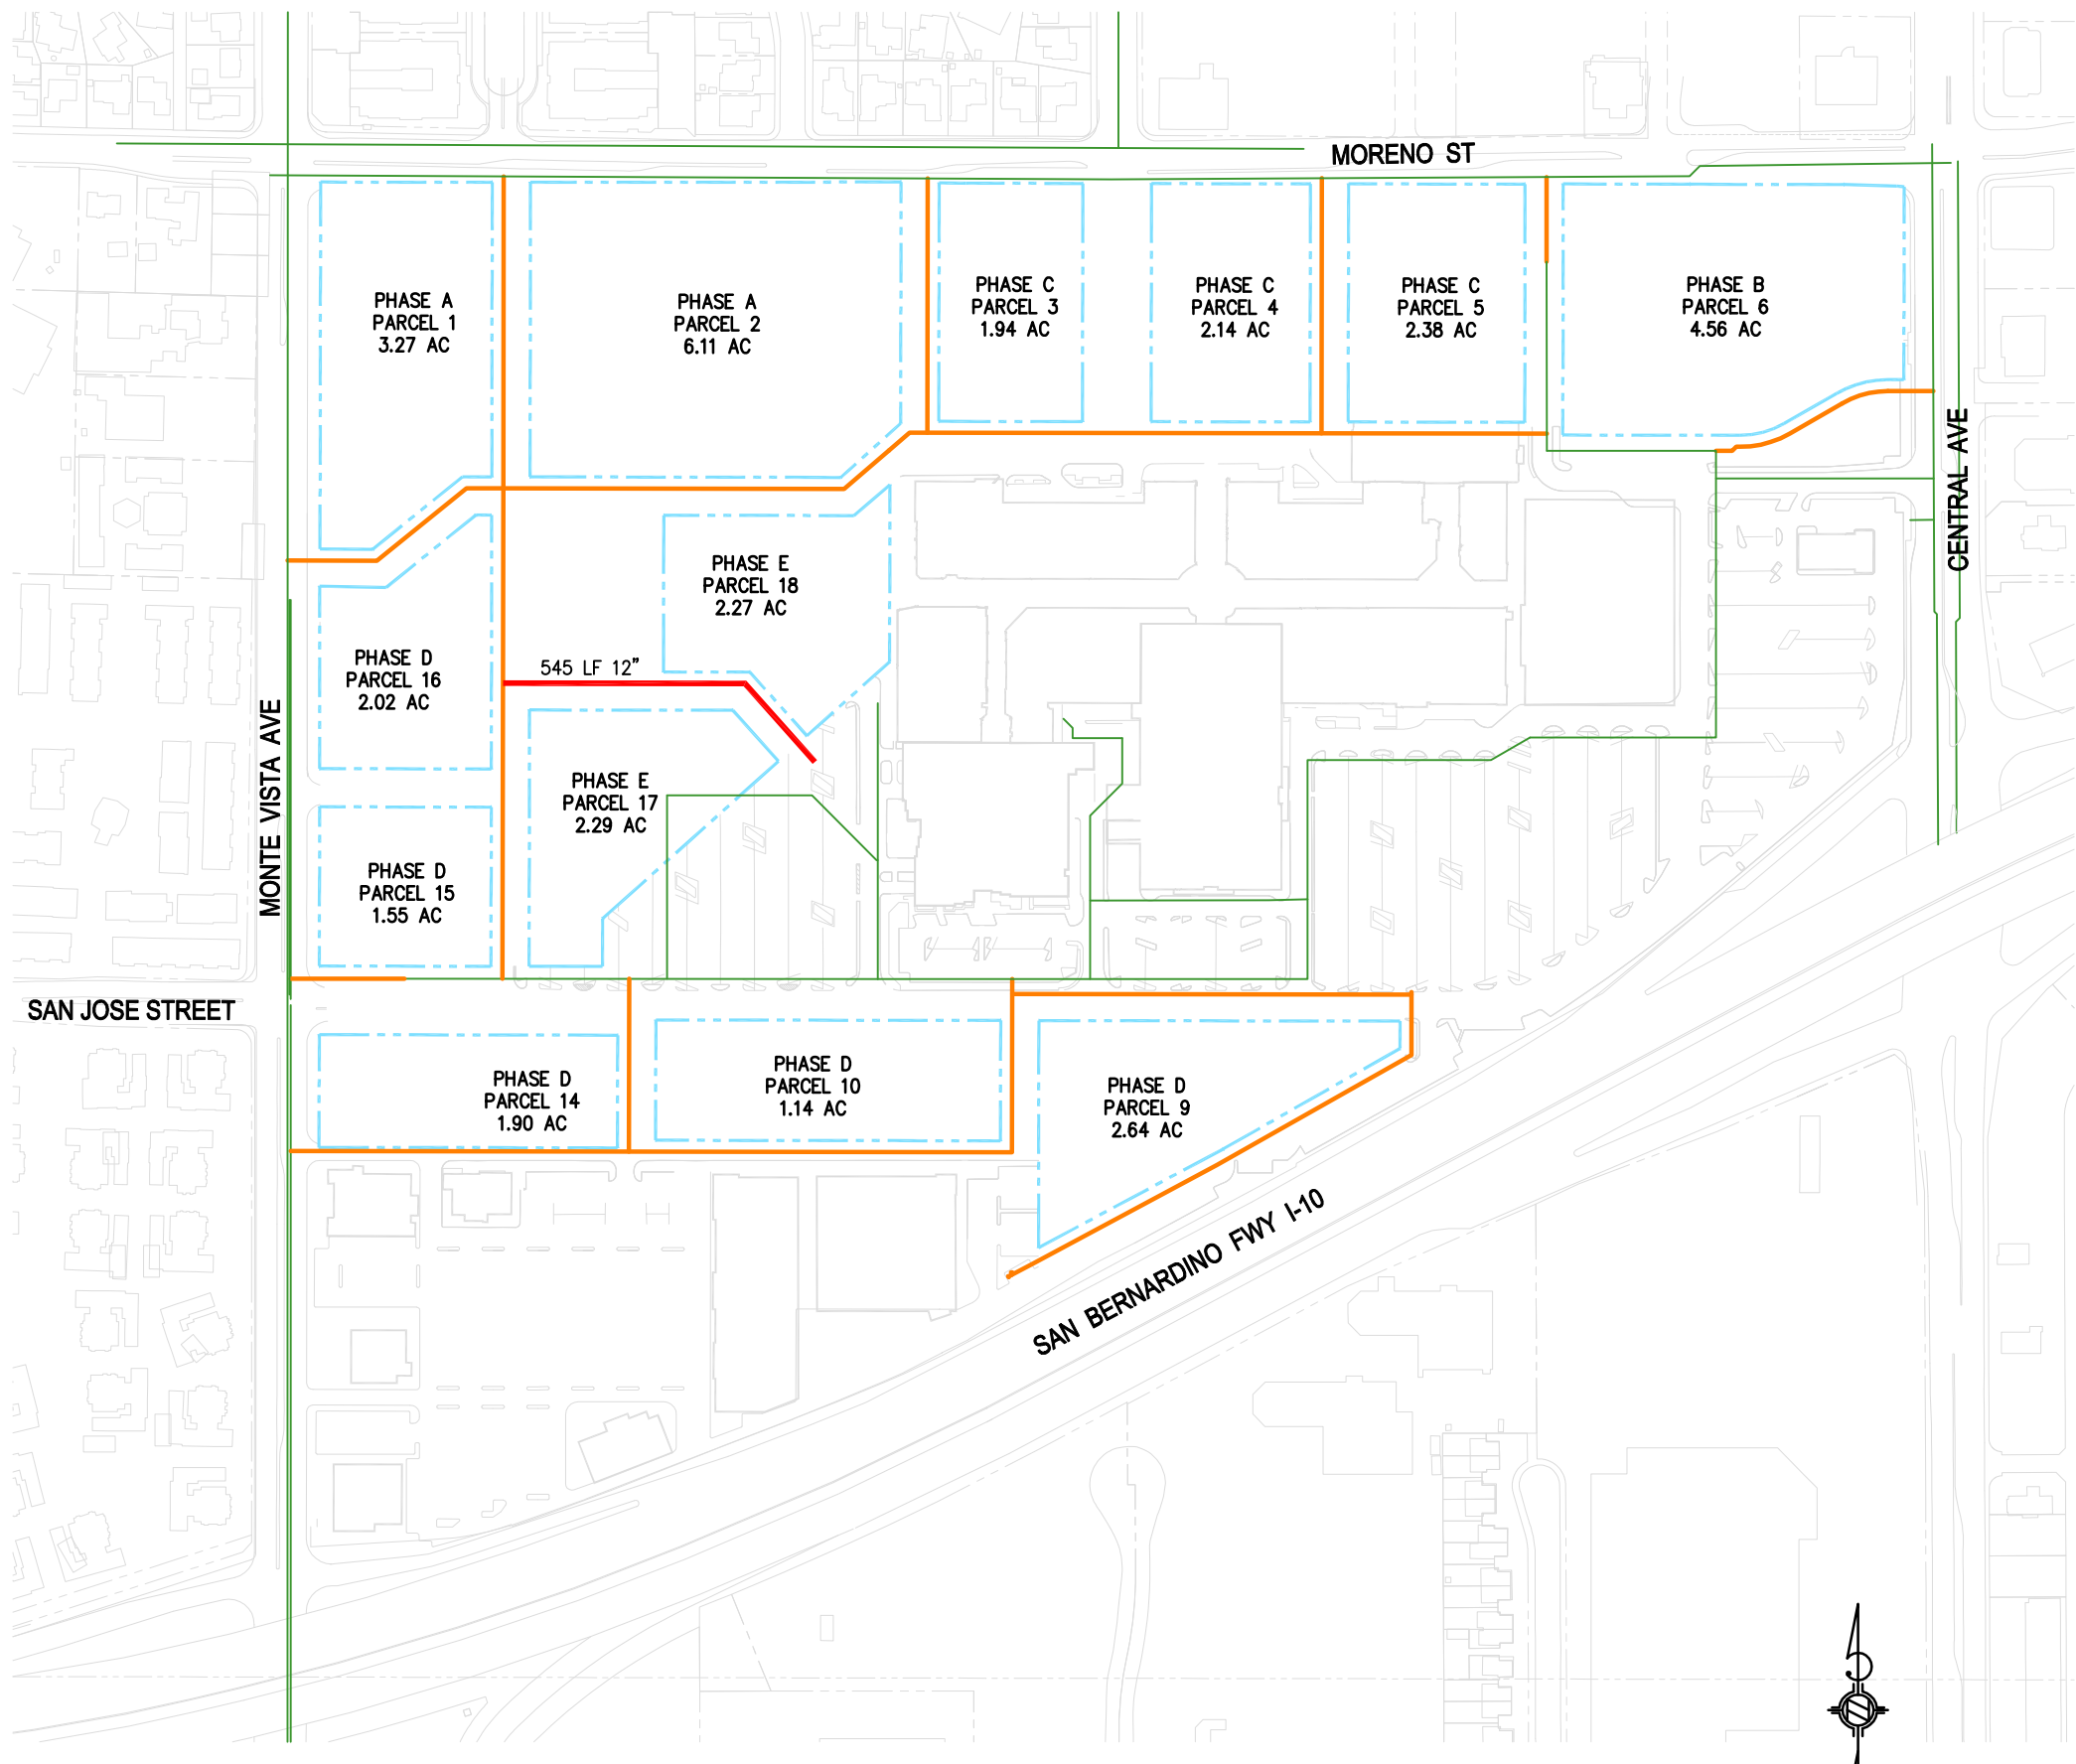 MORENO ST
PHASE A
PARCEL 1
3.27 AC
PHASE A
PARCEL 2
6.11 AC
PHASE C
PARCEL 3
1.94 AC
PHASE C
PARCEL 4
2.14 AC
PHASE C
PARCEL 5
2.38 AC
PHASE B
PARCEL 6
4.56 AC
CENTRAL AVE
PHASE E
PARCEL 18
2.27 AC
PHASE D
PARCEL 16
2.02 AC
545 LF 12"
MONTE VISTA AVE
PHASE E
PARCEL 17
2.29 AC
PHASE D
PARCEL 15
1.55 AC
SAN JOSE STREET
PHASE D
PARCEL 14
1.90 AC
PHASE D
PARCEL 10
1.14 AC
PHASE D
PARCEL 9
2.64 AC
SAN BERNARDINO FWY I-10